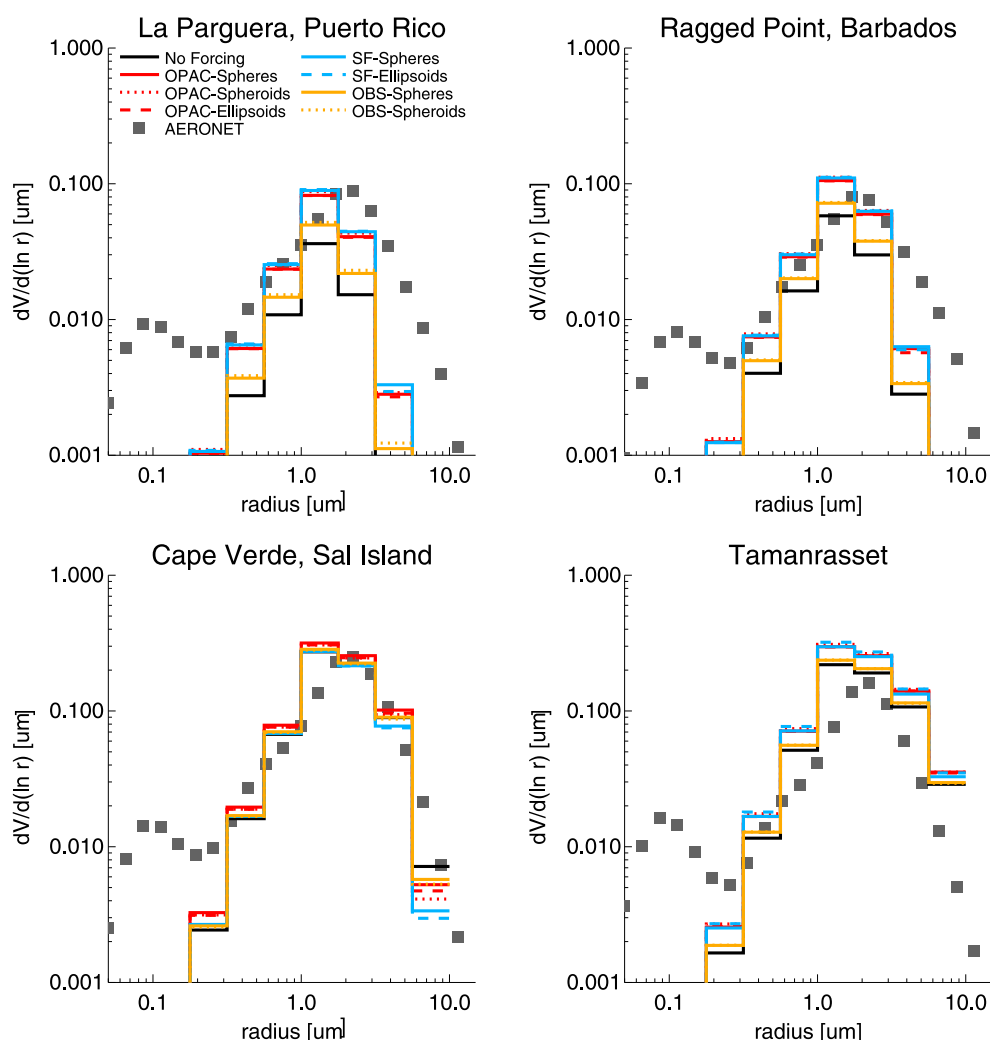 La Parguera, Puerto Rico
1.000
No Forcing
OPAC-Spheres
OPAC-Spheroids
OPAC-Ellipsoids
AERONET
SF-Spheres
SF-Ellipsoids
OBS-Spheres
OBS-Spheroids
0.100
0.010
0.001
dV/d(ln r) [um]
0.1
1.0
10.0
radius [um]
Ragged Point, Barbados
1.000
0.100
0.010
0.001
dV/d(ln r) [um]
0.1
1.0
10.0
radius [um]
Cape Verde, Sal Island
1.000
0.100
0.010
0.001
dV/d(ln r) [um]
0.1
1.0
10.0
radius [um]
Tamanrasset
1.000
0.100
0.010
0.001
dV/d(ln r) [um]
0.1
1.0
10.0
radius [um]